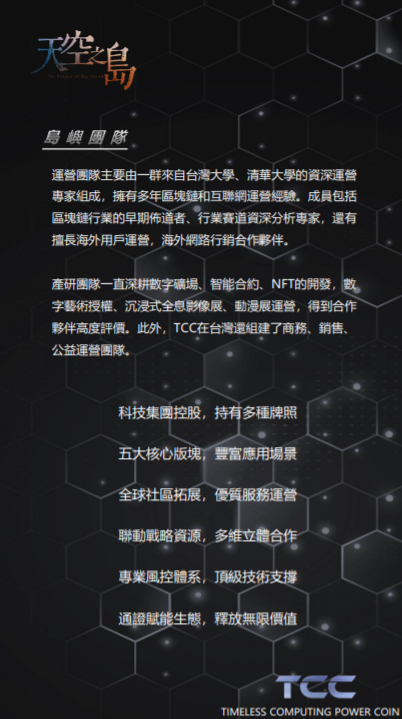 天空之島
島嶼團隊
運營團隊主要由一群來自台灣大學、清華大學的資深運營
專家組成，擁有多年區塊鏈和互聯網運營經驗。成員包括
區塊鏈行業的早期佈道者、行業賽道資深分析專家，還有
擅長海外用戶運營，海外網路行銷合作夥伴。
產研團隊一直深耕數字礦場、智能合約、NFT的開發，數
字藝術授權、沉浸式全息影像展、動漫展運營，得到合作
夥伴高度評價。此外，TCC在台灣還組建了商務、銷售、
公益運營團隊。
科技集團控股，持有多種牌照
五大核心版塊，豐富應用場景
全球社區拓展，優質服務運營
聯動戰略資源，多維立體合作
專業風控體系，頂級技術支撐
通證賦能生態，釋放無限價值
TCC
TIMELESS COMPUTING POWER COIN